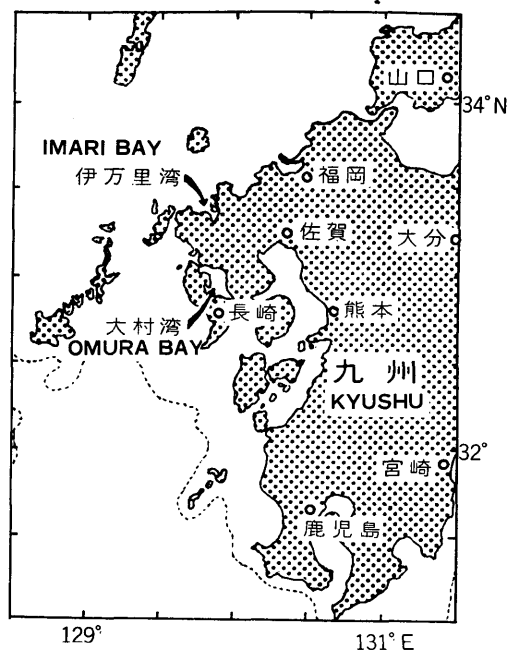 山口
34°N
IMARI BAY
伊万里湾
福岡
佐賀
大分
大村湾
長崎
熊本
OMURA BAY
九州
KYUSHU
32°
宮崎
鹿児島
129°
131°E